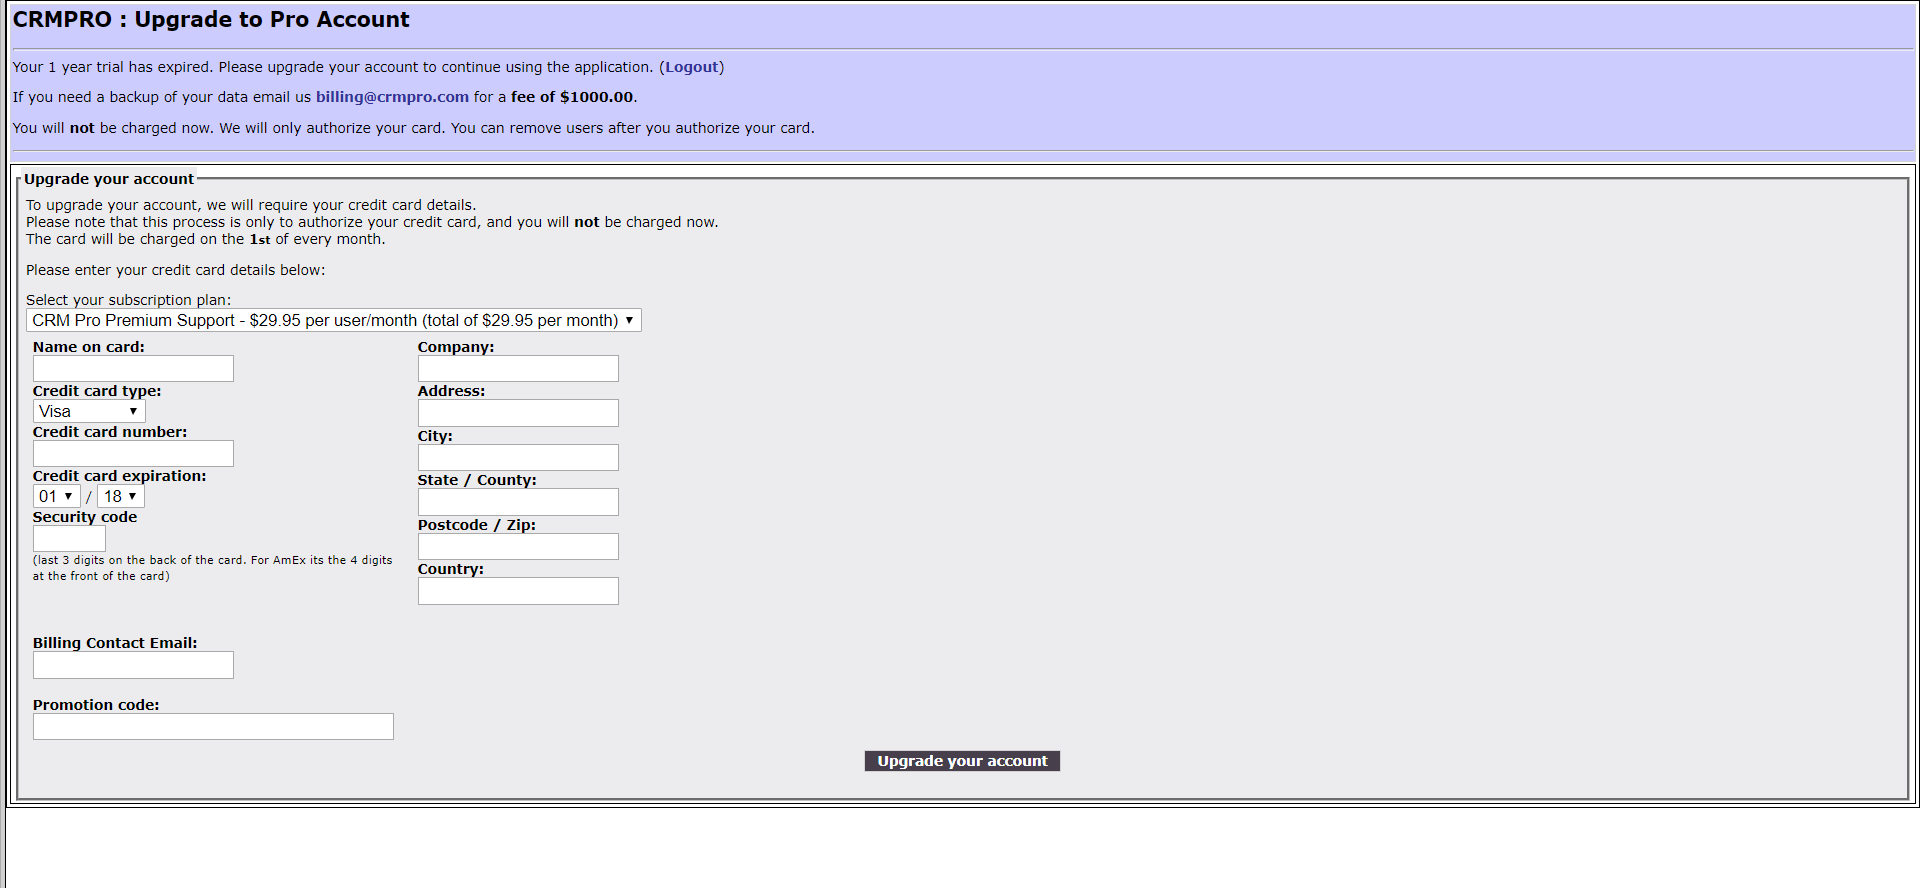 CRMPRO : Upgrade to Pro Account
Your 1 year trial has expired. Please upgrade your account to continue using the application. (Logout)
If you need a backup of your data email us billing@crmpro.com for a fee of $1000.00.
You will not be charged now. We will only authorize your card. You can remove users after you authorize your card.
Upgrade your account
To upgrade your account, we will require your credit card details.
Please note that this process is only to authorize your credit card, and you will not be charged now.
The card will be charged on the 1st of every month.
Please enter your credit card details below:
Select your subscription plan:
CRM Pro Premium Support - $29.95 per user/month (total of $29.95 per month)
Name on card:
Credit card type:
Visa
Credit card number:
Credit card expiration:
01 / 18
Security code
(last 3 digits on the back of the card. For AmEx its the 4 digits
at the front of the card)
Company:
Address:
City:
State / County:
Postcode / Zip:
Country:
Billing Contact Email:
Promotion code:
Upgrade your account